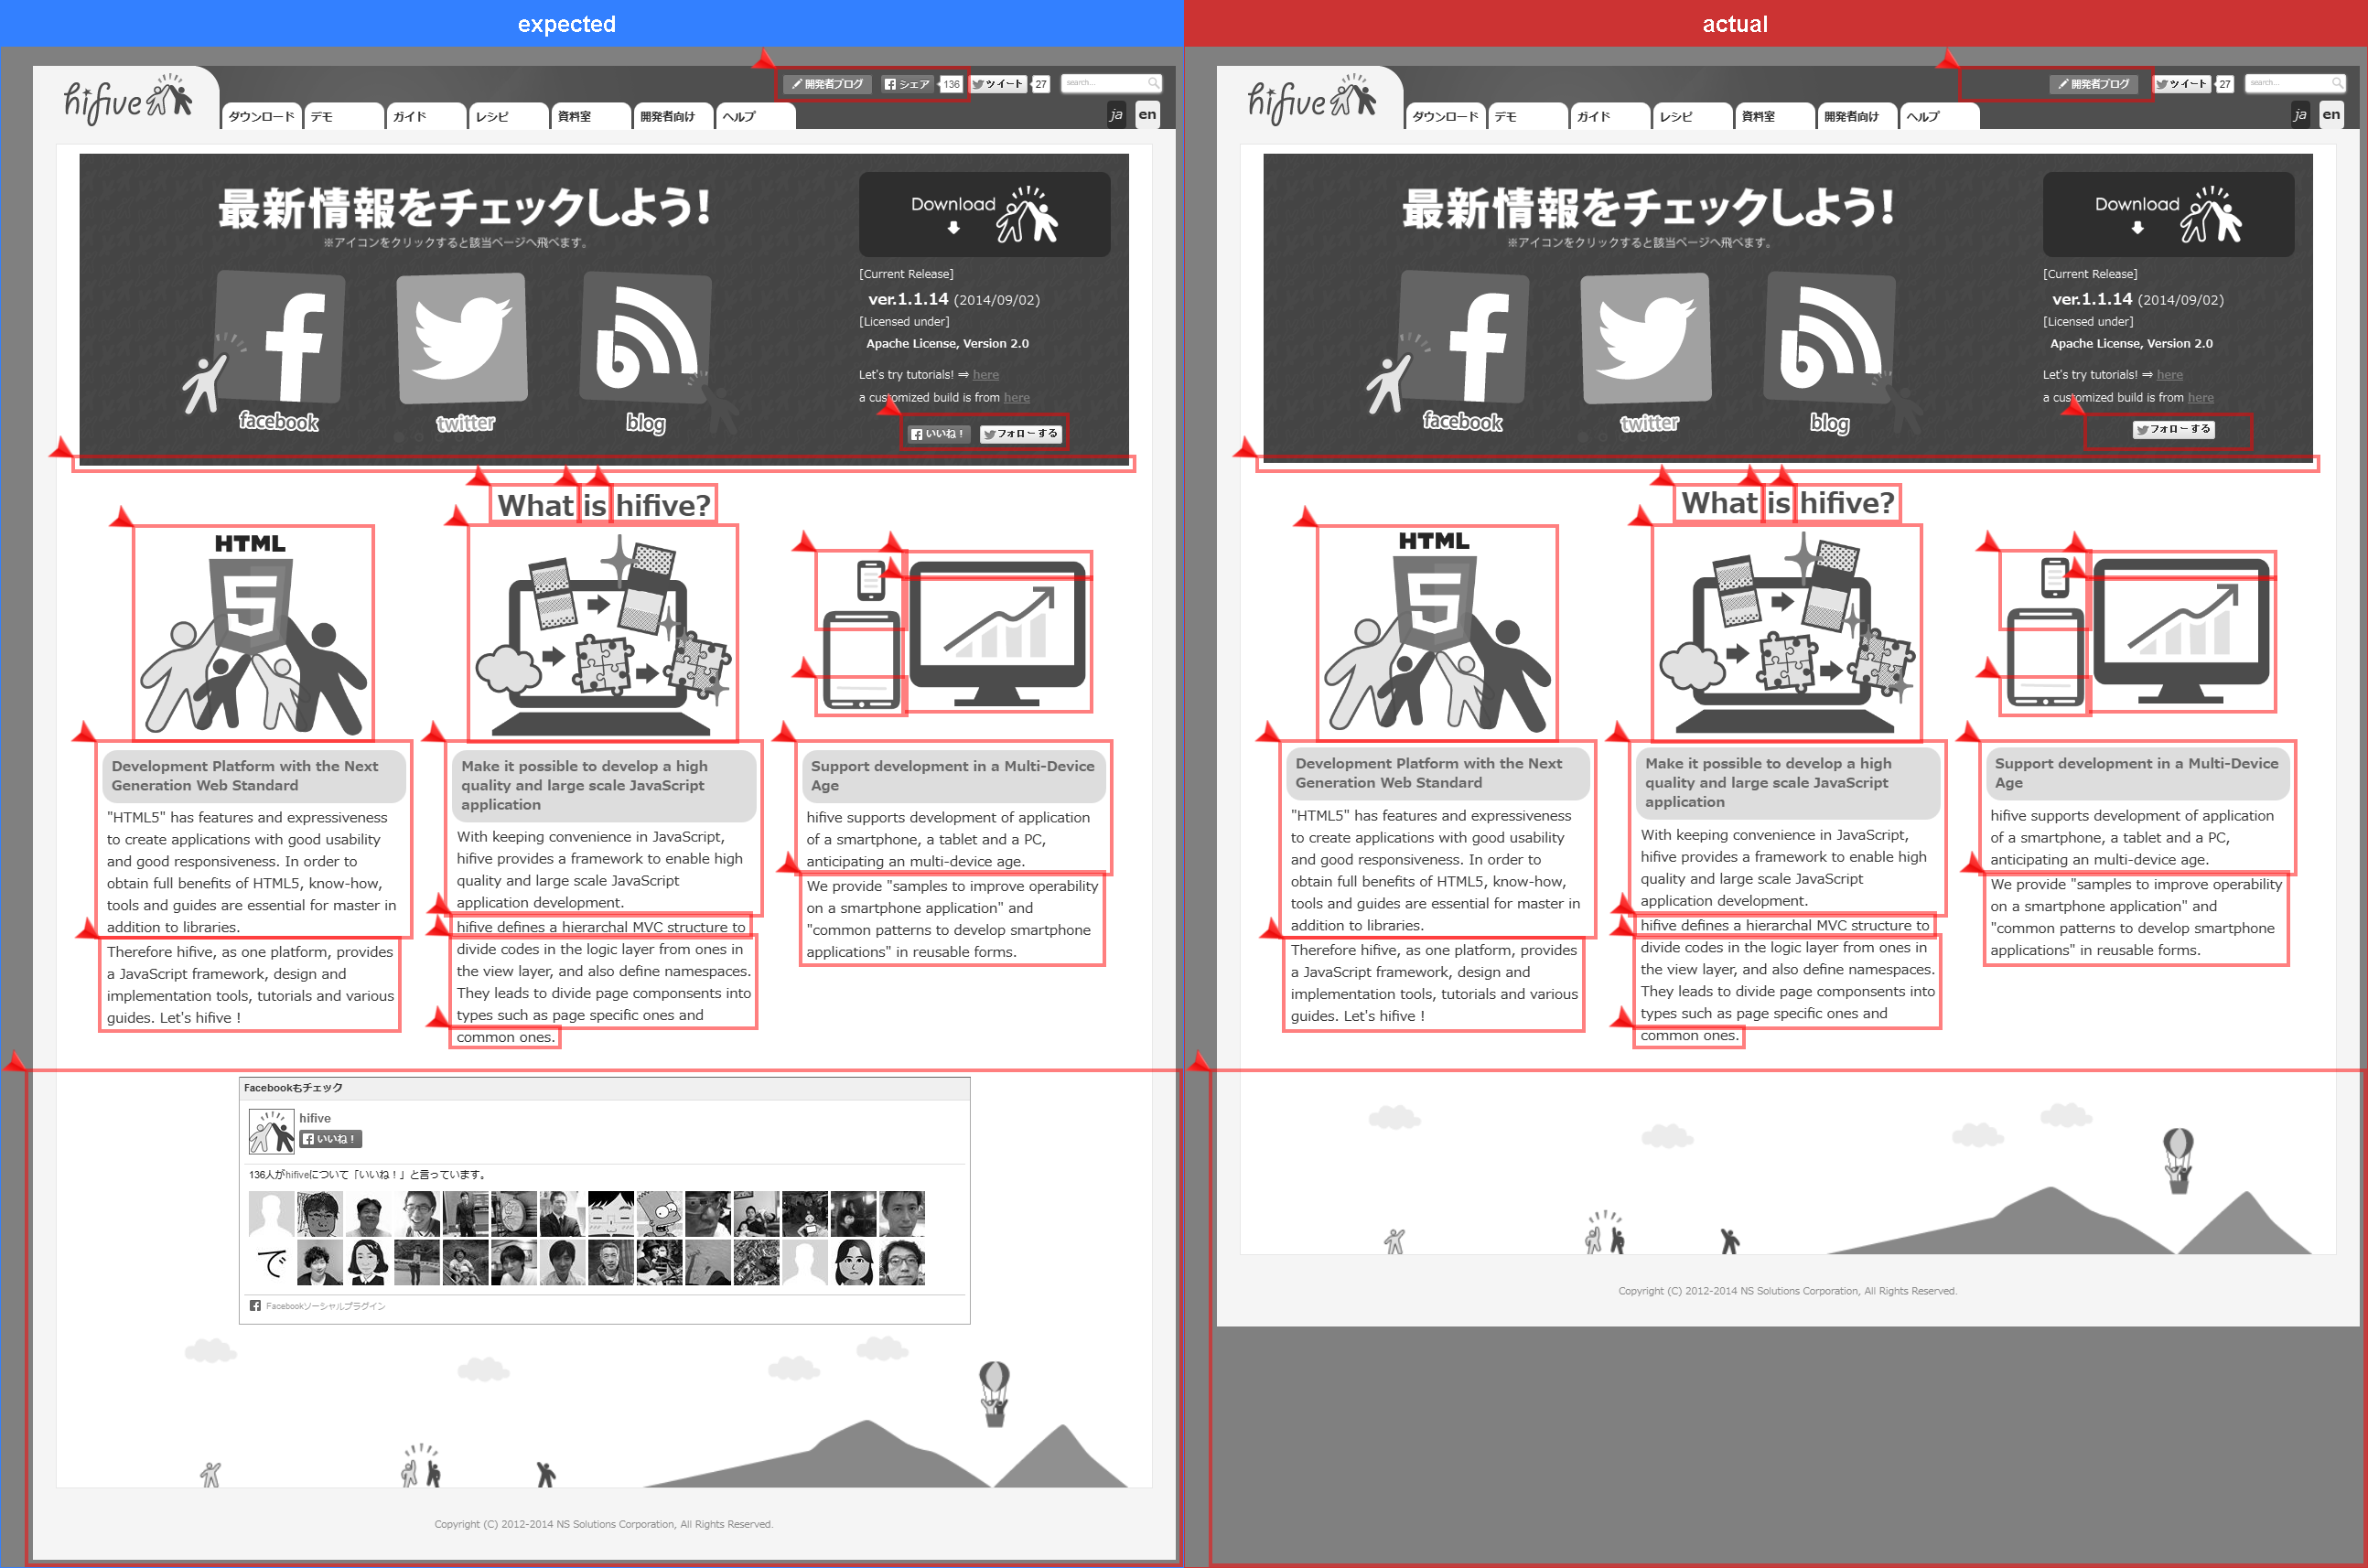 expected
hifive
開発者ブログ
シェア
136
ツイート
27
search...
ダウンロード
デモ
ガイド
レシピ
資料室
開発者向け
ヘルプ
ja
en
最新情報をチェックしよう!
※アイコンをクリックすると該当ページへ飛べます。
facebook
twitter
blog
Download
[Current Release]
ver.1.1.14 (2014/09/02)
[Licensed under]
Apache License, Version 2.0
Let's try tutorials! ⇒ here
a customized build is from here
いいね！
フォローする
What is hifive?
HTML
5
Development Platform with the Next
Generation Web Standard
"HTML5" has features and expressiveness
to create applications with good usability
and good responsiveness. In order to
obtain full benefits of HTML5, know-how,
tools and guides are essential for master in
addition to libraries.
Therefore hifive, as one platform, provides
a JavaScript framework, design and
implementation tools, tutorials and various
guides. Let's hifive !
Make it possible to develop a high
quality and large scale JavaScript
application
With keeping convenience in JavaScript,
hifive provides a framework to enable high
quality and large scale JavaScript
application development.
hifive defines a hierarchal MVC structure to
divide codes in the logic layer from ones in
the view layer, and also define namespaces.
They leads to divide page componsents into
types such as page specific ones and
common ones.
Support development in a Multi-Device
Age
hifive supports development of application
of a smartphone, a tablet and a PC,
anticipating an multi-device age.
We provide "samples to improve operability
on a smartphone application" and
"common patterns to develop smartphone
applications" in reusable forms.
Facebookもチェック
hifive
いいね！
136人がhifiveについて「いいね！」と言っています。
で
Facebookソーシャルプラグイン
Copyright (C) 2012-2014 NS Solutions Corporation, All Rights Reserved.
actual
hifive
開発者ブログ
ツイート
27
search...
ダウンロード
デモ
ガイド
レシピ
資料室
開発者向け
ヘルプ
ja
en
最新情報をチェックしよう!
※アイコンをクリックすると該当ページへ飛べます。
facebook
twitter
blog
Download
[Current Release]
ver.1.1.14 (2014/09/02)
[Licensed under]
Apache License, Version 2.0
Let's try tutorials! ⇒ here
a customized build is from here
フォローする
What is hifive?
HTML
5
Development Platform with the Next
Generation Web Standard
"HTML5" has features and expressiveness
to create applications with good usability
and good responsiveness. In order to
obtain full benefits of HTML5, know-how,
tools and guides are essential for master in
addition to libraries.
Therefore hifive, as one platform, provides
a JavaScript framework, design and
implementation tools, tutorials and various
guides. Let's hifive !
Make it possible to develop a high
quality and large scale JavaScript
application
With keeping convenience in JavaScript,
hifive provides a framework to enable high
quality and large scale JavaScript
application development.
hifive defines a hierarchal MVC structure to
divide codes in the logic layer from ones in
the view layer, and also define namespaces.
They leads to divide page componsents into
types such as page specific ones and
common ones.
Support development in a Multi-Device
Age
hifive supports development of application
of a smartphone, a tablet and a PC,
anticipating an multi-device age.
We provide "samples to improve operability
on a smartphone application" and
"common patterns to develop smartphone
applications" in reusable forms.
Copyright (C) 2012-2014 NS Solutions Corporation, All Rights Reserved.